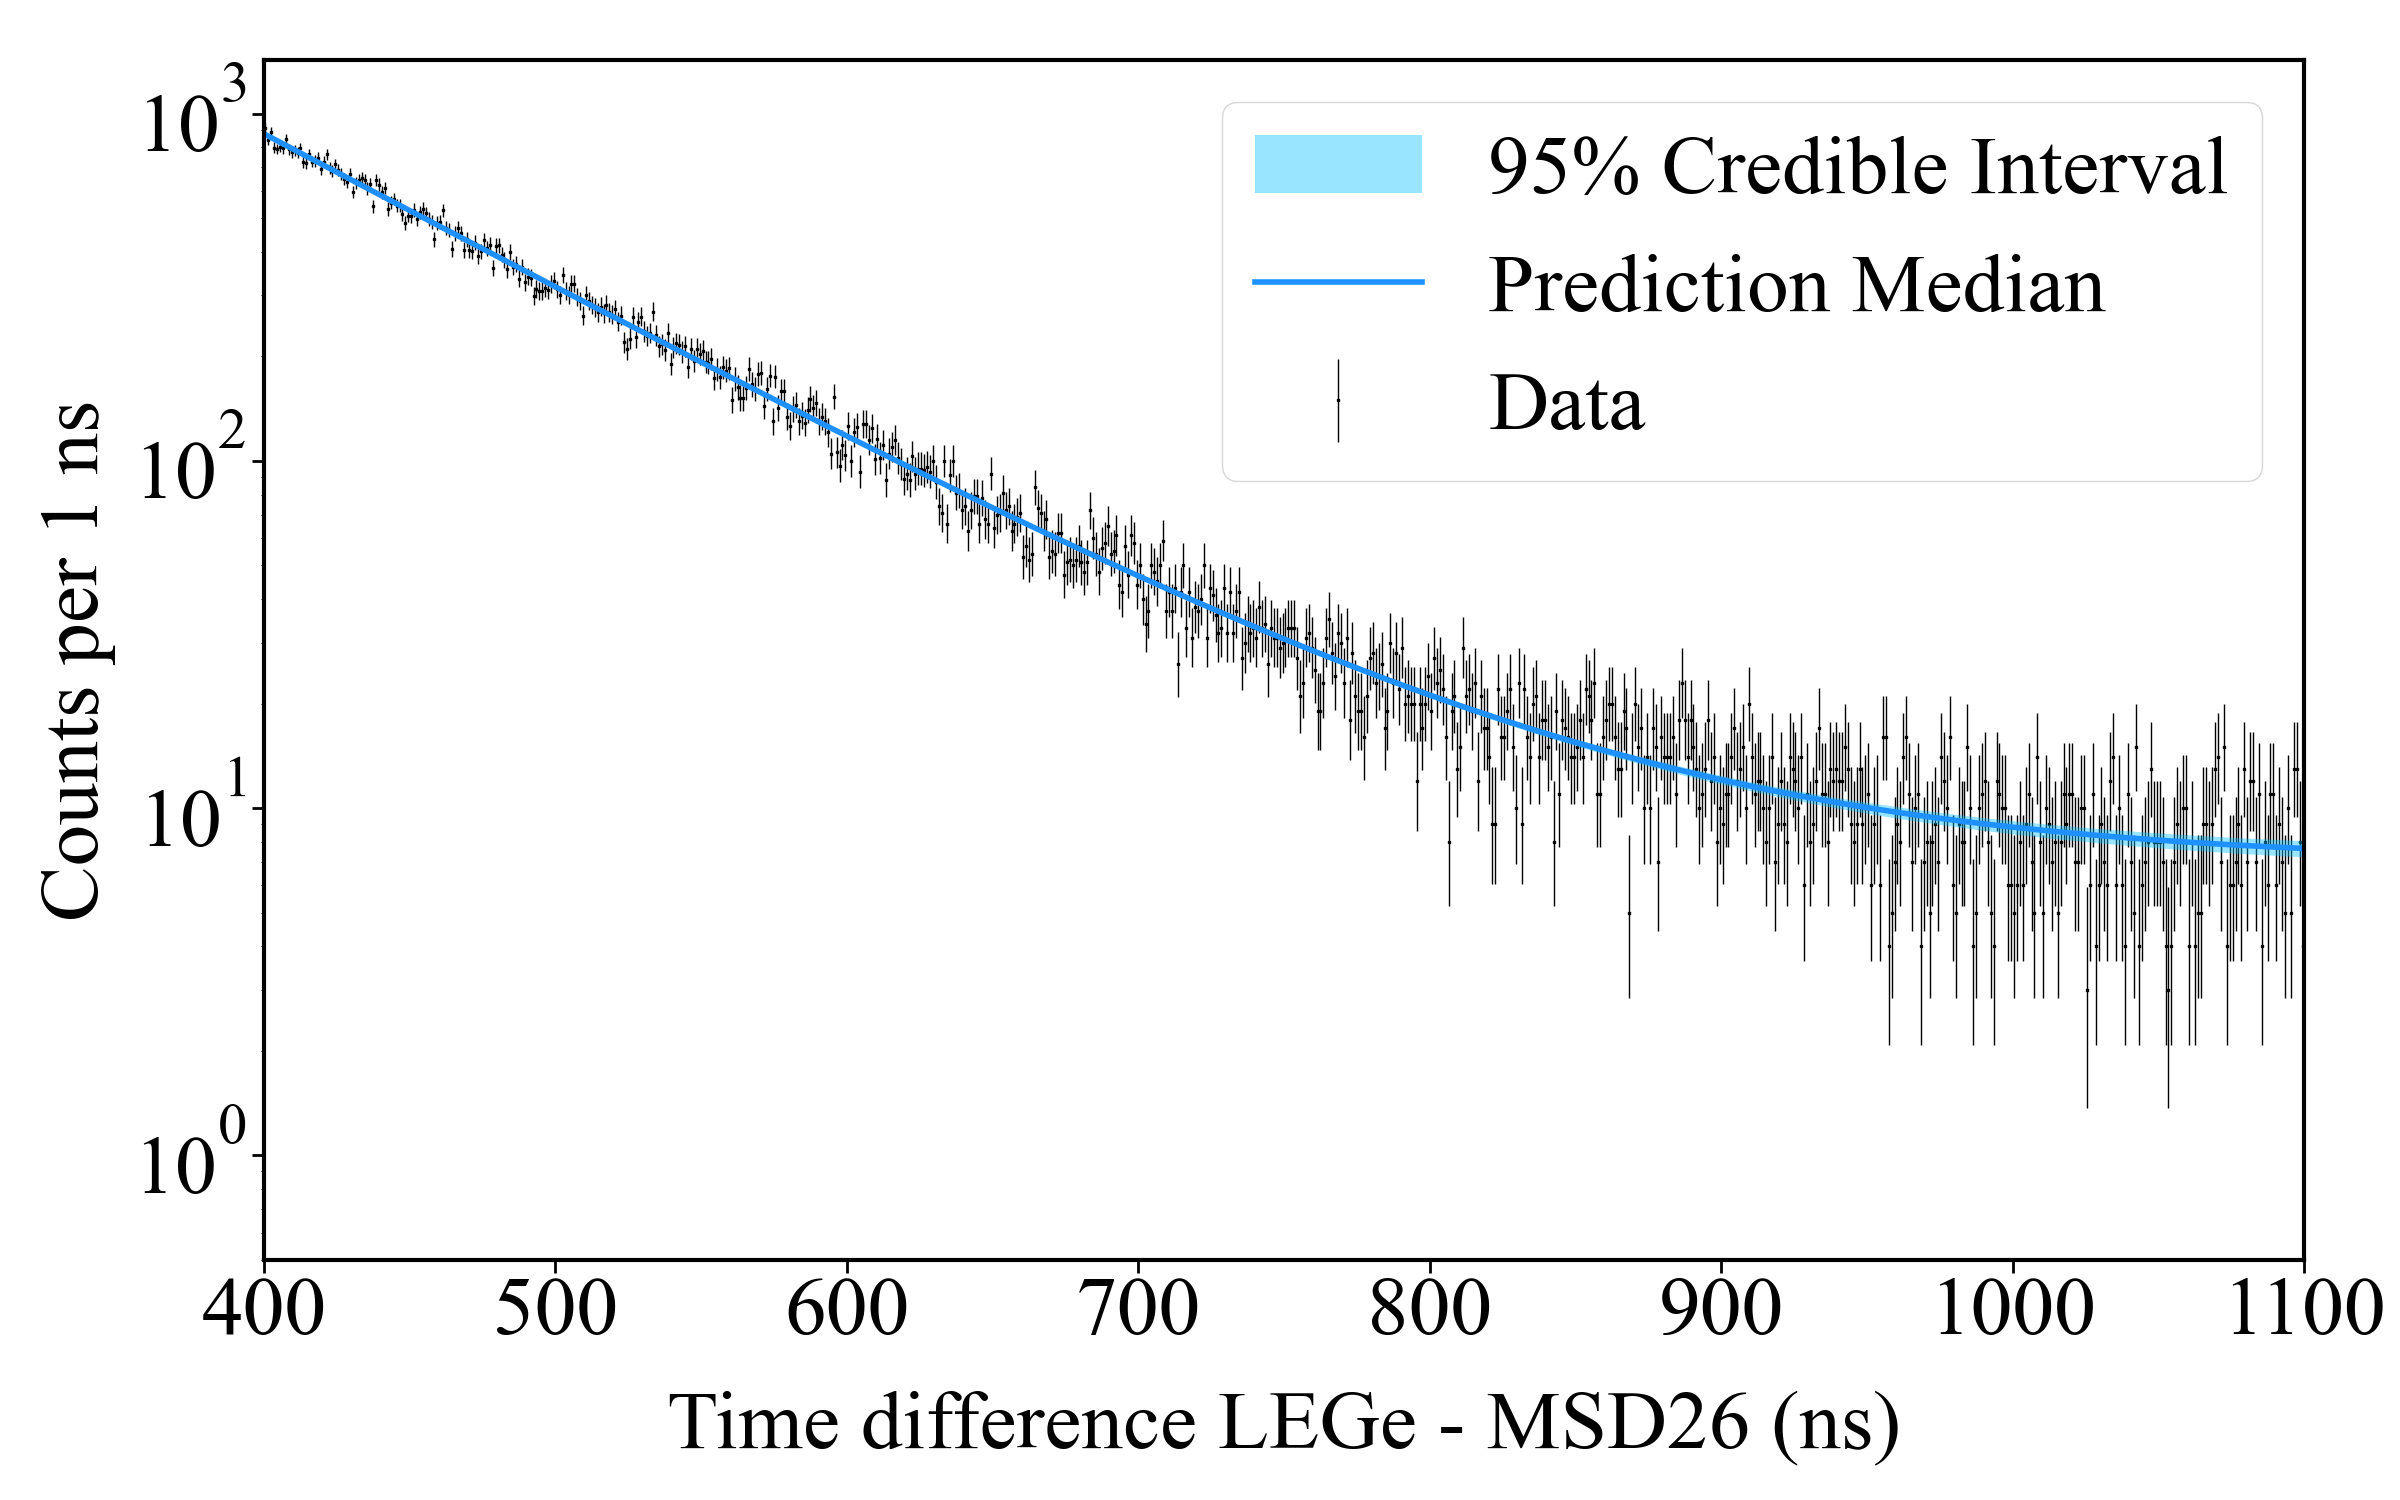 10^3
10^2
10^1
10^0
Counts per 1 ns
95% Credible Interval
Prediction Median
Data
400 500 600 700 800 900 1000 1100
Time difference LEGe - MSD26 (ns)